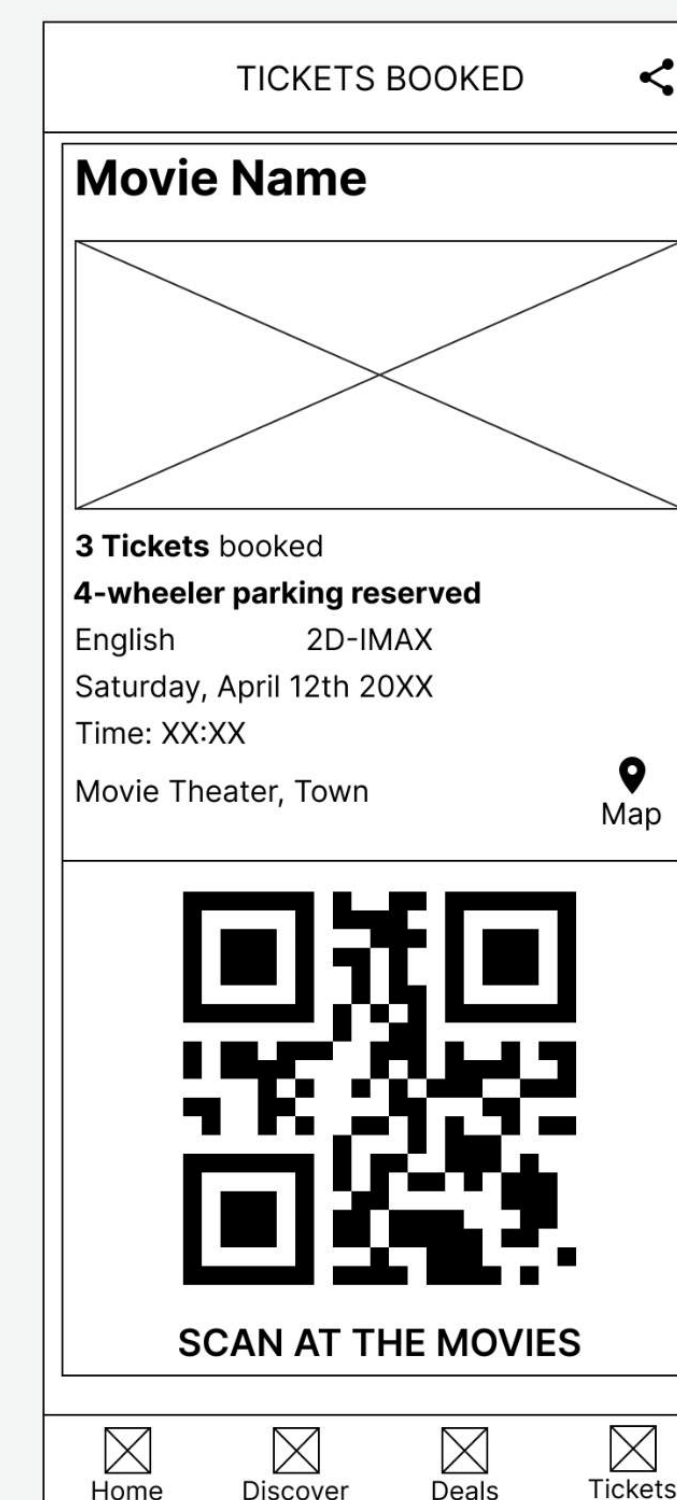 TICKETS BOOKED
Movie Name
3 Tickets booked
4-wheeler parking reserved
English 2D-IMAX
Saturday, April 12th 20XX
Time: XX:XX
Movie Theater, Town
Map
SCAN AT THE MOVIES
Home Discover Deals Tickets